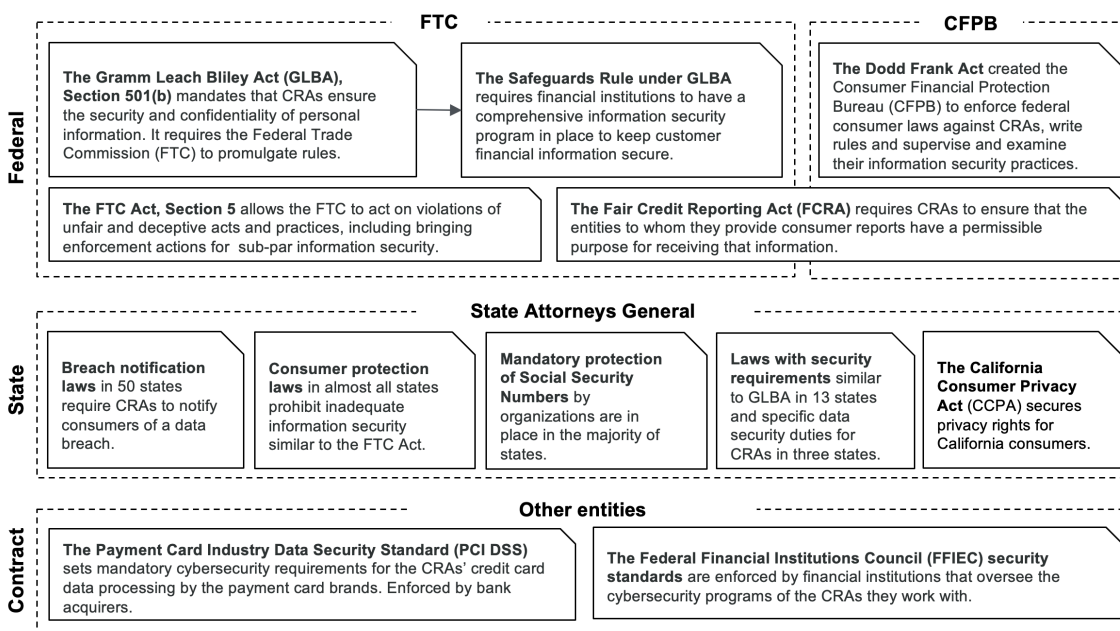 FTC
CFPB
Federal
The Gramm Leach Bliley Act (GLBA),
Section 501(b) mandates that CRAs ensure
the security and confidentiality of personal
information. It requires the Federal Trade
Commission (FTC) to promulgate rules.
The Safeguards Rule under GLBA
requires financial institutions to have a
comprehensive information security
program in place to keep customer
financial information secure.
The Dodd Frank Act created the
Consumer Financial Protection
Bureau (CFPB) to enforce federal
consumer laws against CRAs, write
rules and supervise and examine
their information security practices.
The FTC Act, Section 5 allows the FTC to act on violations of
unfair and deceptive acts and practices, including bringing
enforcement actions for  sub-par information security.
The Fair Credit Reporting Act (FCRA) requires CRAs to ensure that the
entities to whom they provide consumer reports have a permissible
purpose for receiving that information.
State Attorneys General
State
Breach notification
laws in 50 states
require CRAs to notify
consumers of a data
breach.
Consumer protection
laws in almost all states
prohibit inadequate
information security
similar to the FTC Act.
Mandatory protection
of Social Security
Numbers by
organizations are in
place in the majority of
states.
Laws with security
requirements similar
to GLBA in 13 states
and specific data
security duties for
CRAs in three states.
The California
Consumer Privacy
Act (CCPA) secures
privacy rights for
California consumers.
Other entities
Contract
The Payment Card Industry Data Security Standard (PCI DSS)
sets mandatory cybersecurity requirements for the CRAs' credit card
data processing by the payment card brands. Enforced by bank
acquirers.
The Federal Financial Institutions Council (FFIEC) security
standards are enforced by financial institutions that oversee the
cybersecurity programs of the CRAs they work with.